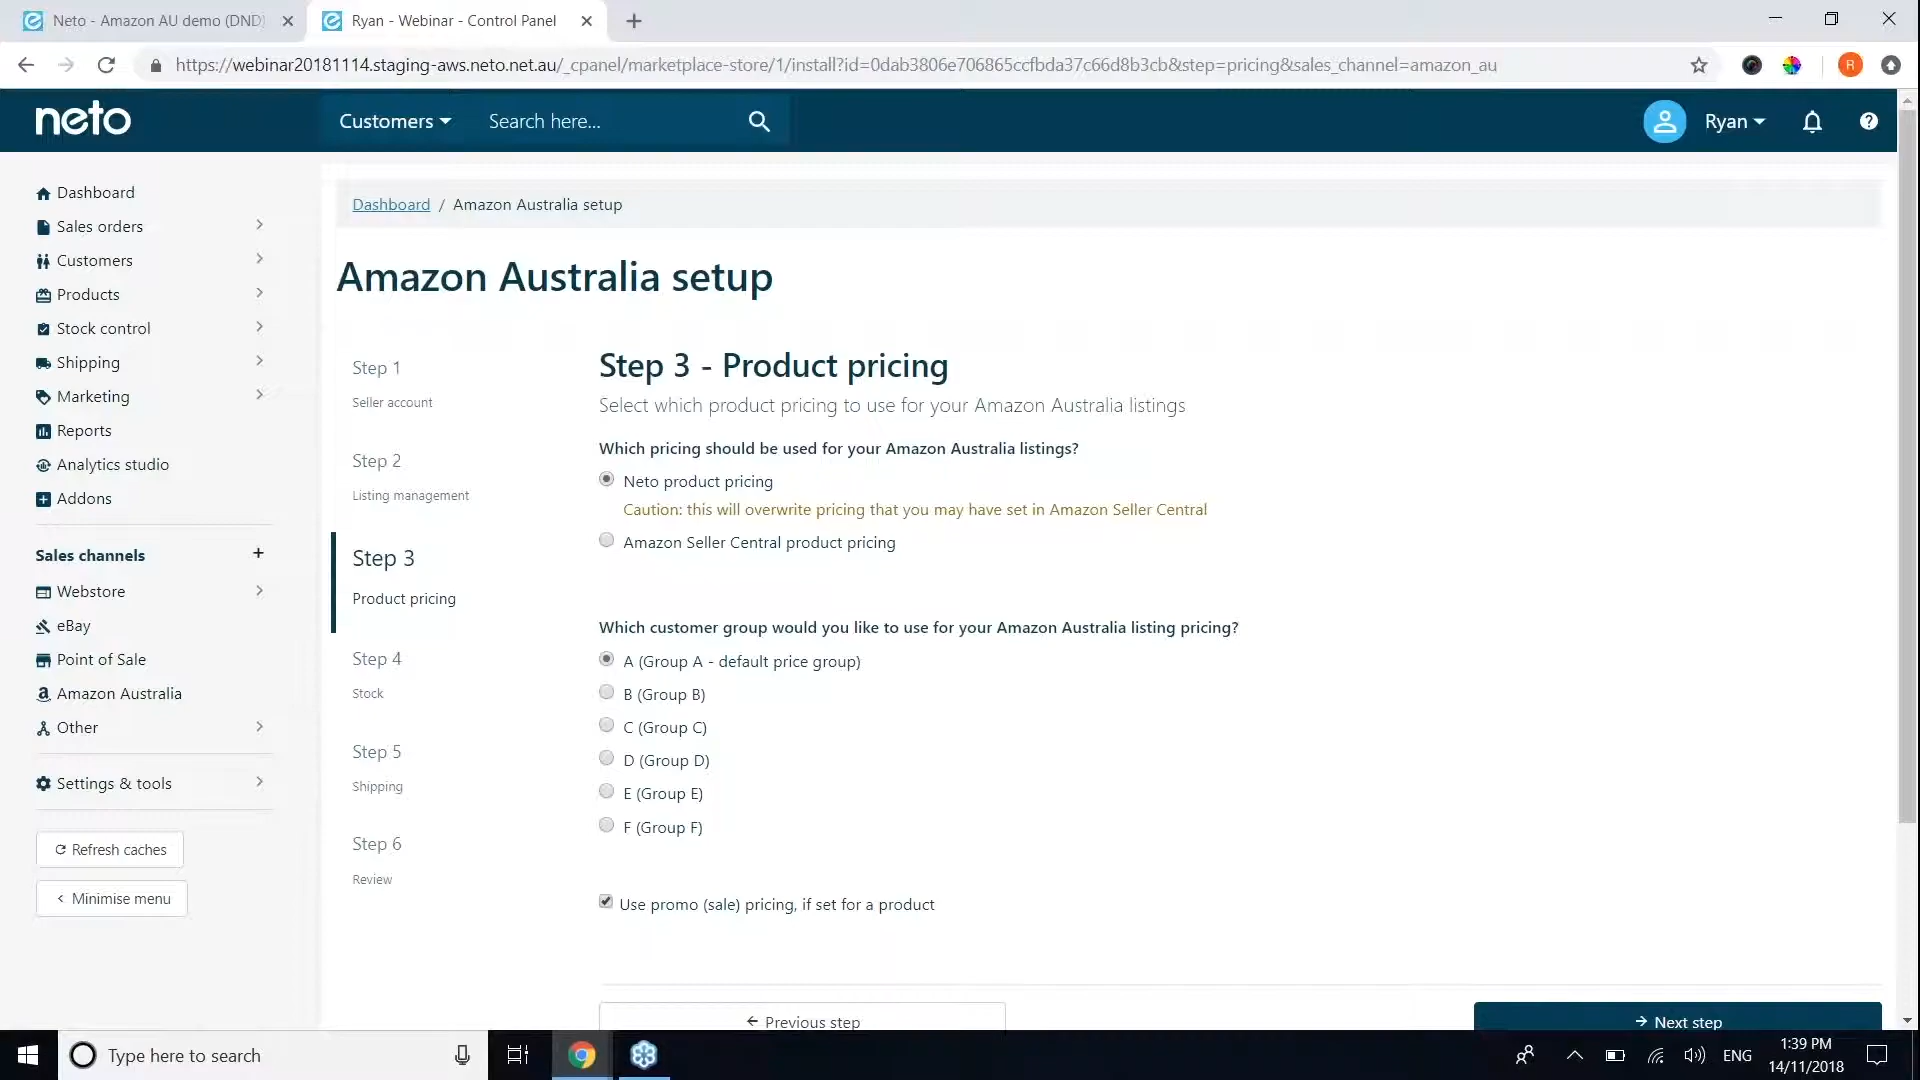 Neto - Amazon AU demo (DND)
Ryan - Webinar - Control Panel
https://webinar20181114.staging-aws.neto.net.au/_cpanel/marketplace-store/1/install?id=0dab3806e706865ccfbda37c66d8b3cb&step=pricing&sales_channel=amazon_au
R
neto
Customers
Search here...
Ryan
Dashboard
Sales orders
Customers
Products
Stock control
Shipping
Marketing
Reports
Analytics studio
Addons
Sales channels
Webstore
eBay
Point of Sale
Amazon Australia
Other
Settings & tools
Refresh caches
Minimise menu
Dashboard / Amazon Australia setup
Amazon Australia setup
Step 1
Seller account
Step 2
Listing management
Step 3
Product pricing
Step 4
Stock
Step 5
Shipping
Step 6
Review
Step 3 - Product pricing
Select which product pricing to use for your Amazon Australia listings
Which pricing should be used for your Amazon Australia listings?
Neto product pricing
Caution: this will overwrite pricing that you may have set in Amazon Seller Central
Amazon Seller Central product pricing
Which customer group would you like to use for your Amazon Australia listing pricing?
A (Group A - default price group)
B (Group B)
C (Group C)
D (Group D)
E (Group E)
F (Group F)
Use promo (sale) pricing, if set for a product
Previous step
Next step
Type here to search
ENG
1:39 PM
14/11/2018